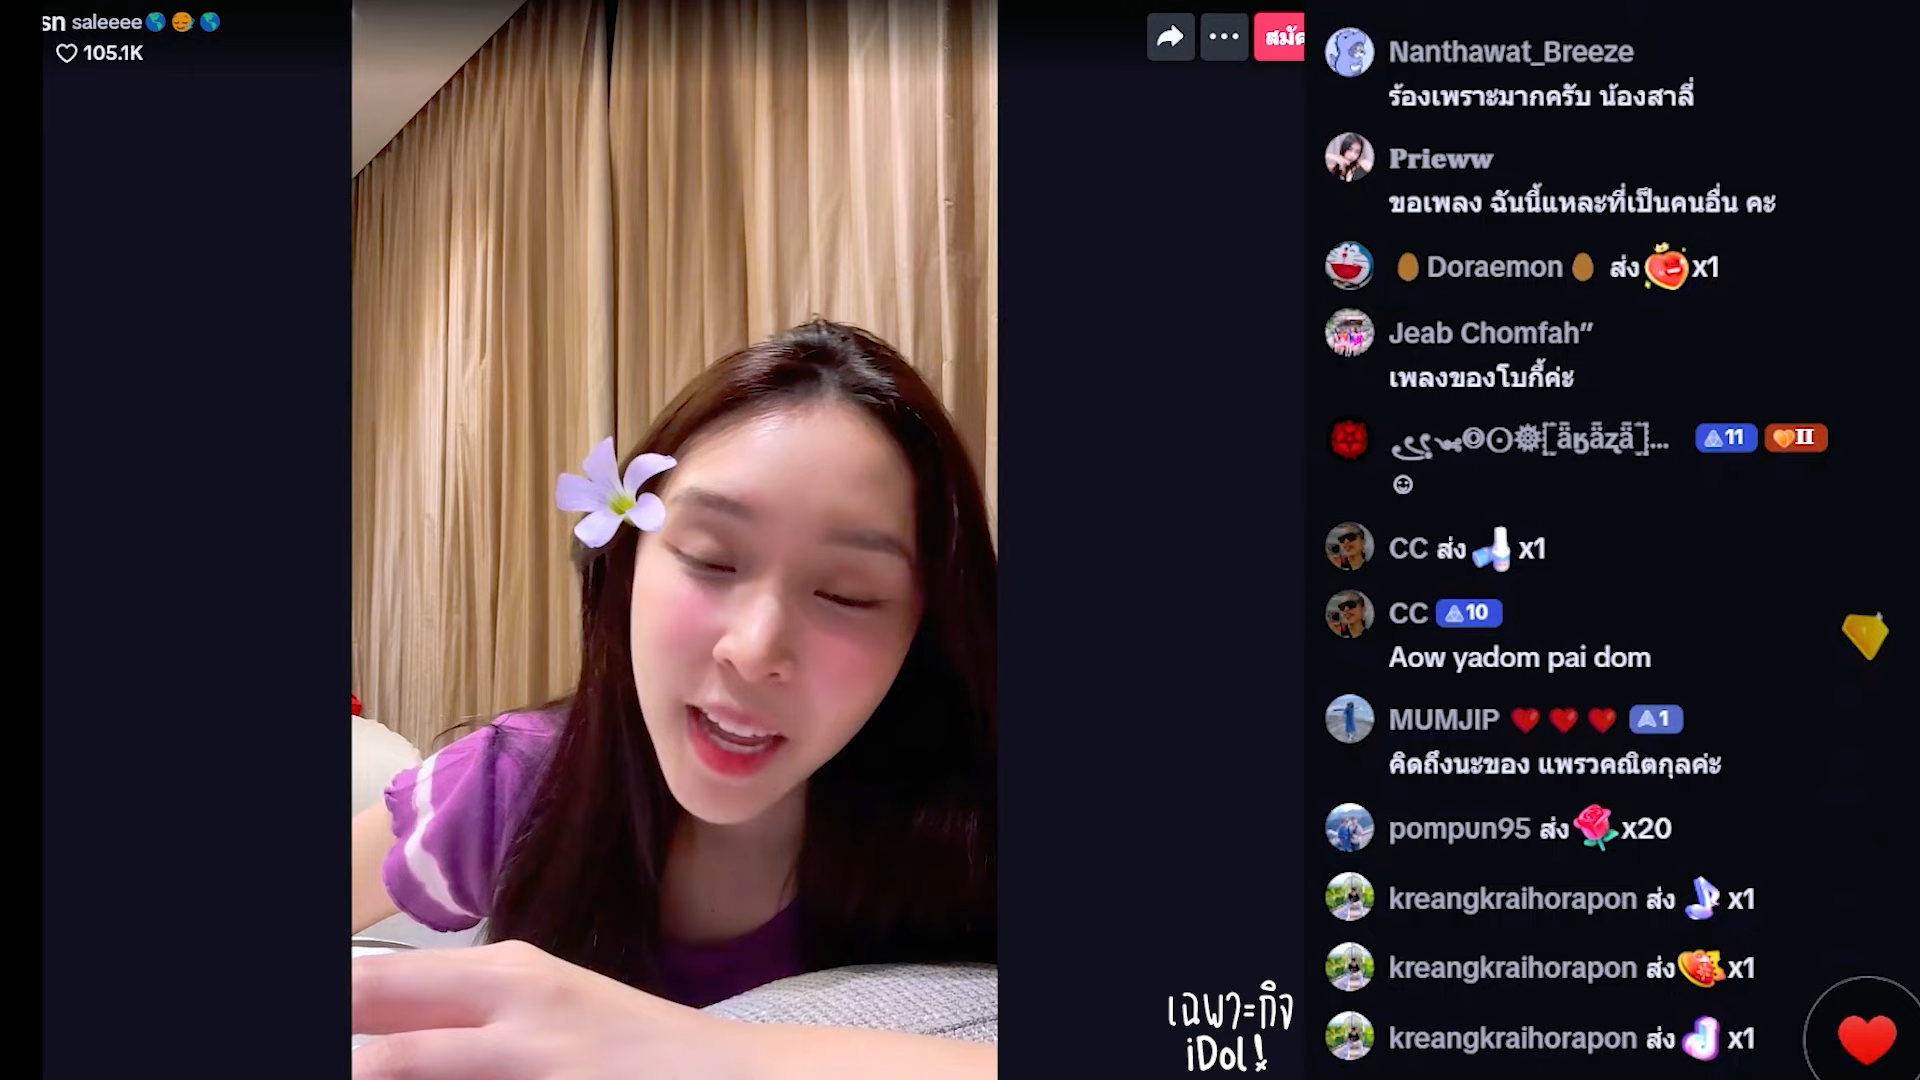 sn saleeee
105.1K
Nanthawat_Breeze
ร้องเพราะมากครับ น้องสาลี่
Prieww
ขอเพลง ฉันนี้แหละที่เป็นคนอื่น คะ
Doraemon ส่ง x1
Jeab Chomfah”
เพลงของโบกี้ค่ะ
11 II
CC ส่ง x1
CC 10
Aow yadom pai dom
MUMJIP 1
คิดถึงนะของ แพรวคณิตกุลค่ะ
pompun95 ส่ง x20
kreangkraihorapon ส่ง x1
kreangkraihorapon ส่ง x1
kreangkraihorapon ส่ง x1
เฉพาะกิจ
iDol!